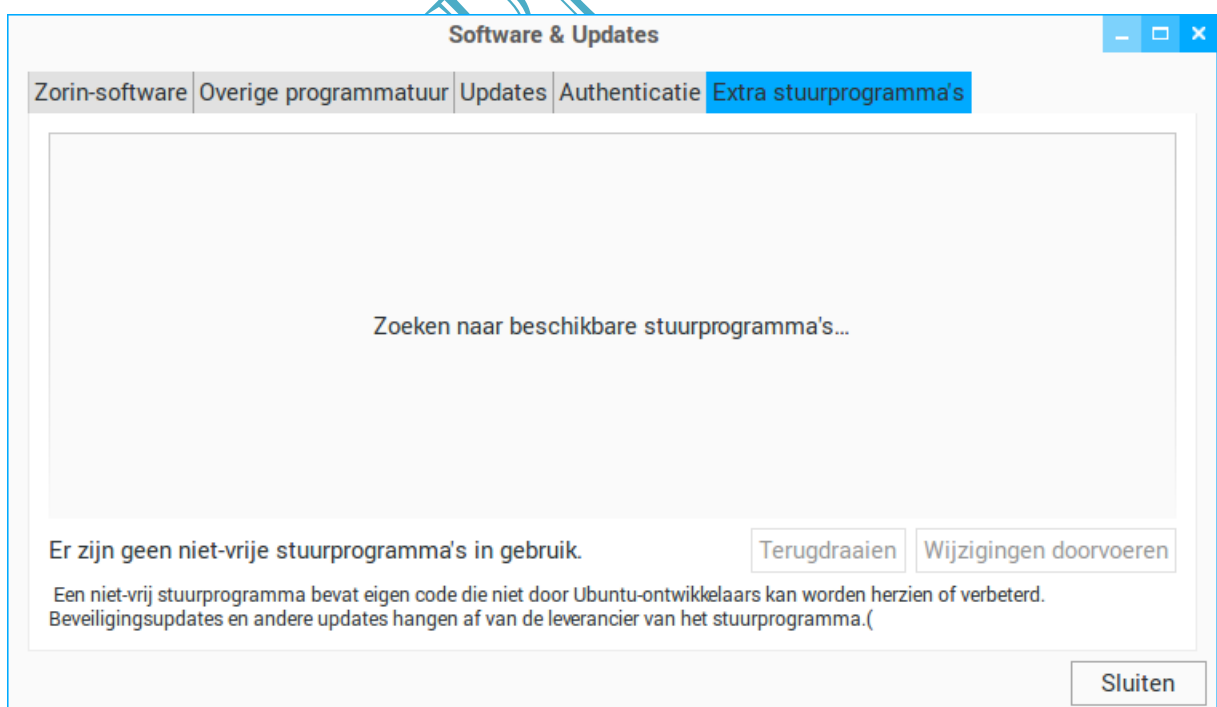 Software & Updates
Zorin-software Overige programmatuur Updates Authenticatie Extra stuurprogramma's
Zoeken naar beschikbare stuurprogramma's...
Er zijn geen niet-vrije stuurprogramma's in gebruik. Terugdraaien Wijzigingen doorvoeren
Een niet-vrij stuurprogramma bevat eigen code die niet door Ubuntu-ontwikkelaars kan worden herzien of verbeterd.
Beveiligingsupdates en andere updates hangen af van de leverancier van het stuurprogramma.(
Sluiten